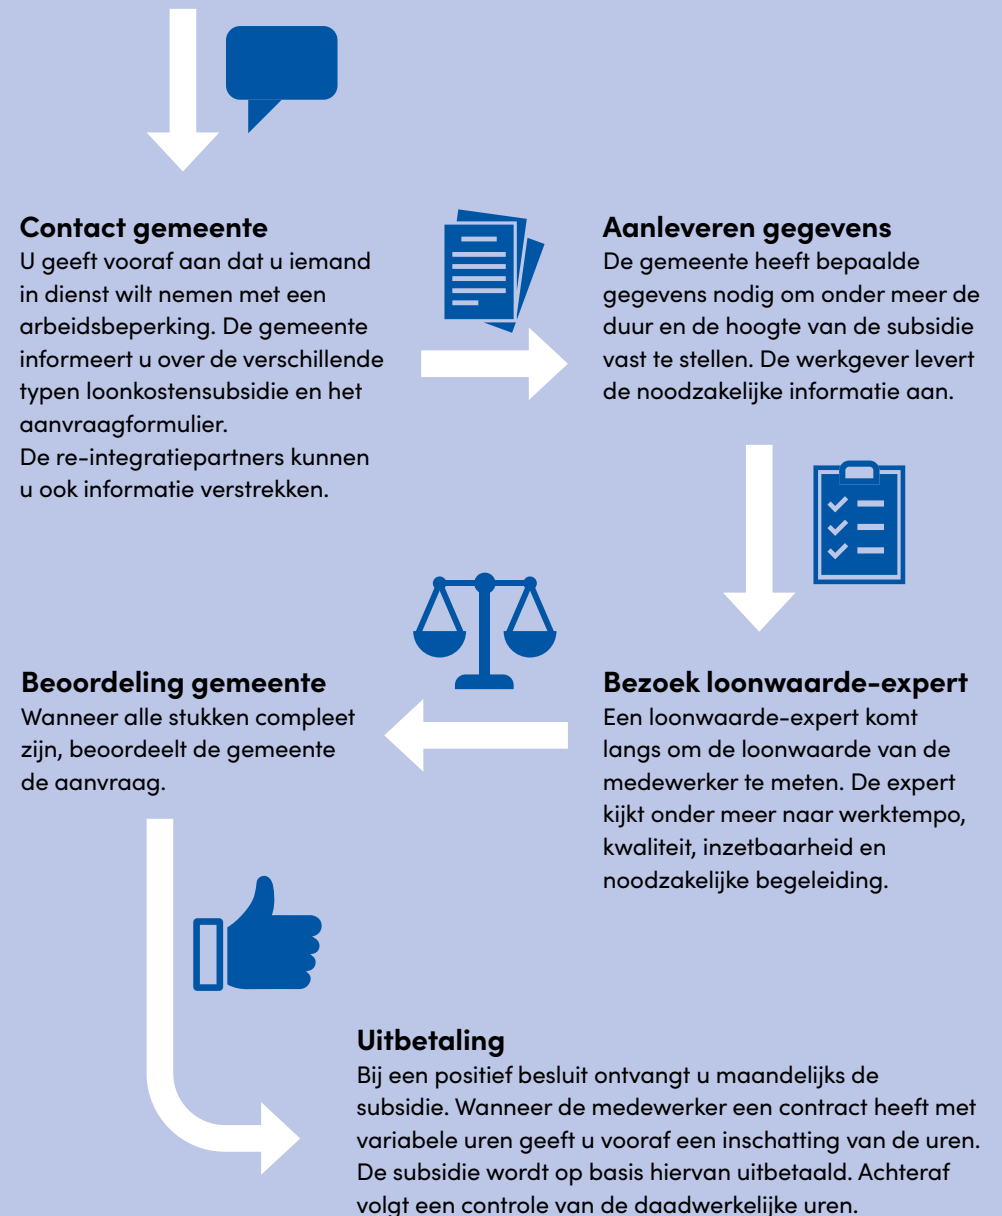 Contact gemeente
U geeft vooraf aan dat u iemand
in dienst wilt nemen met een
arbeidsbeperking. De gemeente
informeert u over de verschillende
typen loonkostensubsidie en het
aanvraagformulier.
De re-integratiepartners kunnen
u ook informatie verstrekken.
Aanleveren gegevens
De gemeente heeft bepaalde
gegevens nodig om onder meer de
duur en de hoogte van de subsidie
vast te stellen. De werkgever levert
de noodzakelijke informatie aan.
Bezoek loonwaarde-expert
Een loonwaarde-expert komt
langs om de loonwaarde van de
medewerker te meten. De expert
kijkt onder meer naar werktempo,
kwaliteit, inzetbaarheid en
noodzakelijke begeleiding.
Beoordeling gemeente
Wanneer alle stukken compleet
zijn, beoordeelt de gemeente
de aanvraag.
Uitbetaling
Bij een positief besluit ontvangt u maandelijks de
subsidie. Wanneer de medewerker een contract heeft met
variabele uren geeft u vooraf een inschatting van de uren.
De subsidie wordt op basis hiervan uitbetaald. Achteraf
volgt een controle van de daadwerkelijke uren.